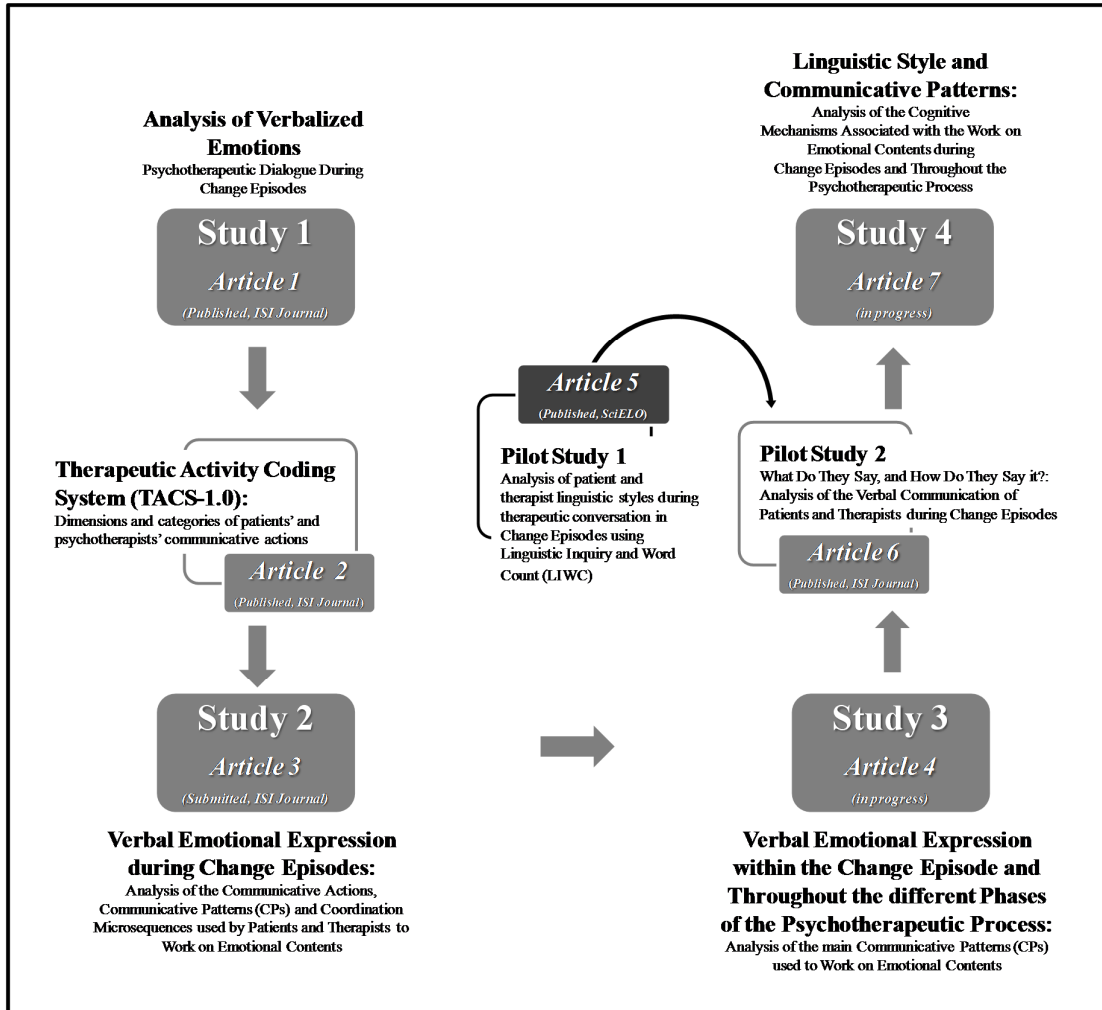 Analysis of Verbalized
Emotions
Psychotherapeutic Dialogue During
Change Episodes
Study 1
Article 1
(Published, ISI Journal)
Therapeutic Activity Coding
System (TACS-1.0):
Dimensions and categories of patients' and
psychotherapists' communicative actions
Article 2
(Published, ISI Journal)
Study 2
Article 3
(Submitted, ISI Journal)
Verbal Emotional Expression
during Change Episodes:
Analysis of the Communicative Actions,
Communicative Patterns (CPs) and Coordination
Microsequences used by Patients and Therapists to
Work on Emotional Contents
Article 5
(Published, SciELO)
Pilot Study 1
Analysis of patient and
therapist linguistic styles during
therapeutic conversation in
Change Episodes using
Linguistic Inquiry and Word
Count (LIWC)
Linguistic Style and
Communicative Patterns:
Analysis of the Cognitive
Mechanisms Associated with the Work on
Emotional Contents during
Change Episodes and Throughout the
Psychotherapeutic Process
Study 4
Article 7
(in progress)
Pilot Study 2
What Do They Say, and How Do They Say it?:
Analysis of the Verbal Communication of
Patients and Therapists during Change Episodes
Article 6
(Published, ISI Journal)
Study 3
Article 4
(in progress)
Verbal Emotional Expression
within the Change Episode and
Throughout the different Phases
of the Psychotherapeutic Process:
Analysis of the main Communicative Patterns (CPs)
used to Work on Emotional Contents